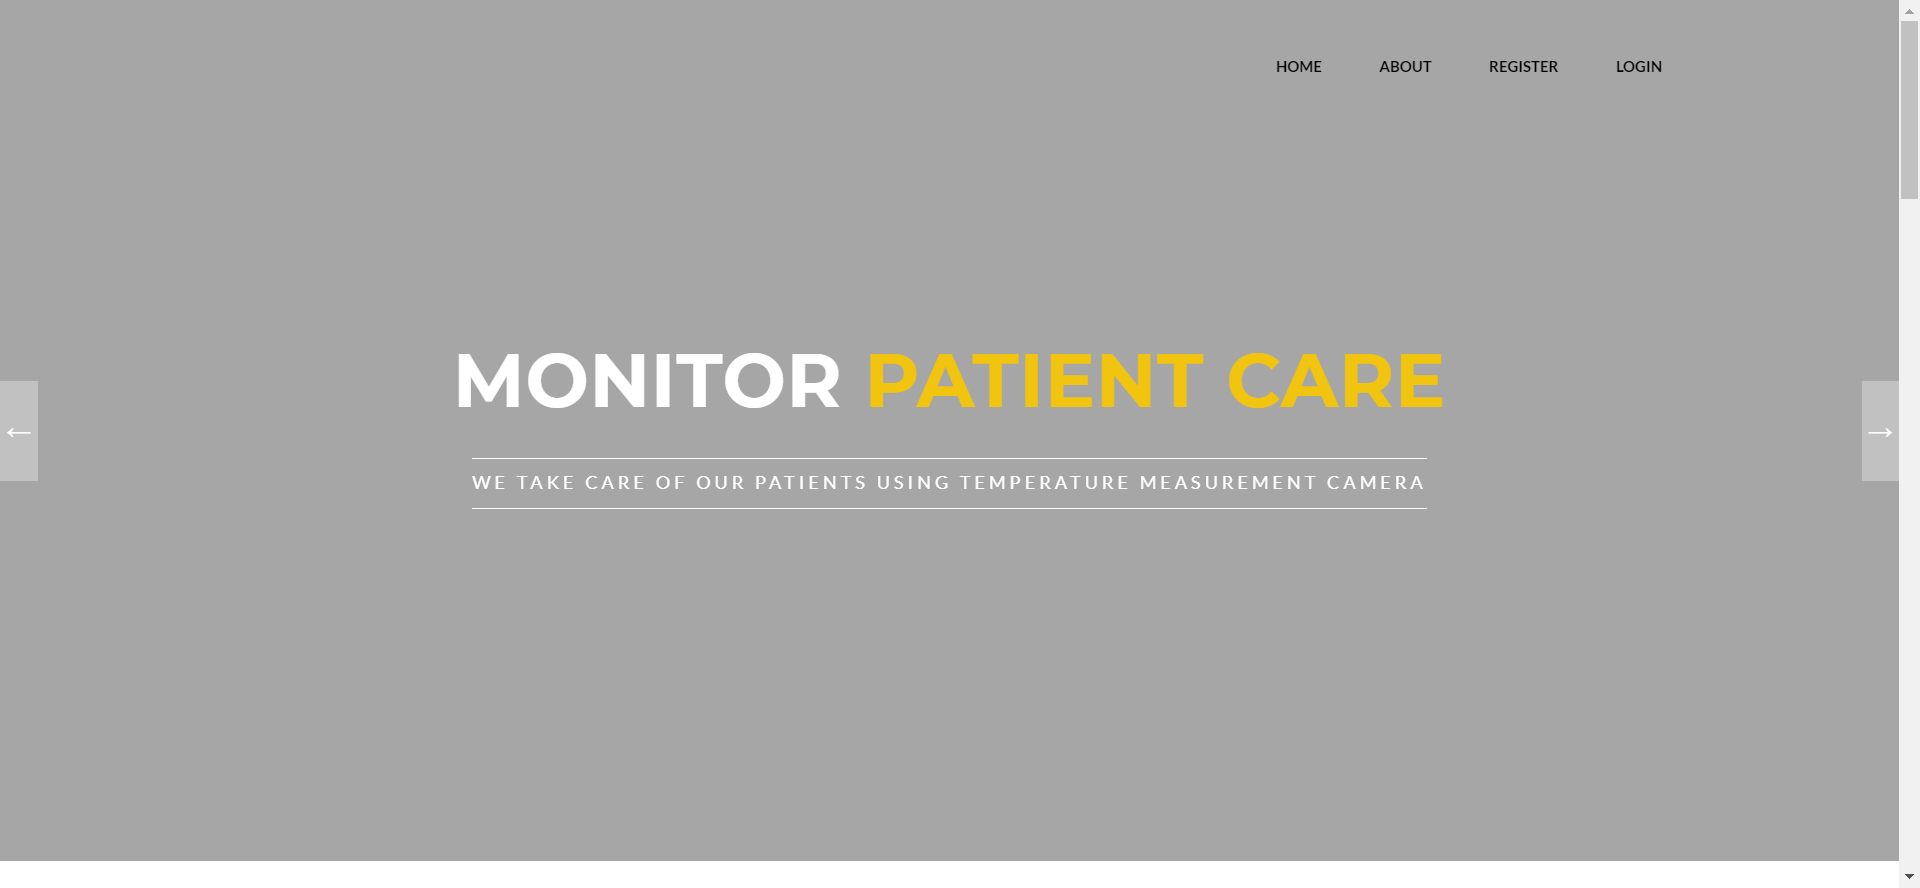 HOME ABOUT REGISTER LOGIN
MONITOR PATIENT CARE
← →
WE TAKE CARE OF OUR PATIENTS USING TEMPERATURE MEASUREMENT CAMERA